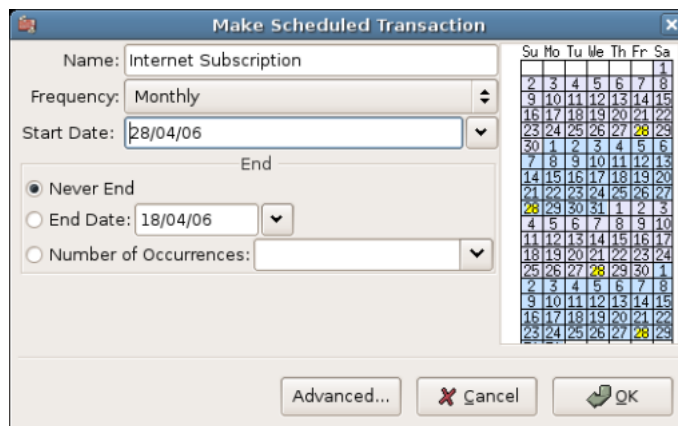 Make Scheduled Transaction
Name: Internet Subscription
Frequency: Monthly
Start Date: 28/04/06
End
Never End
End Date: 18/04/06
Number of Occurrences:
Su Mo Tu We Th Fr Sa
1
2 3 4 5 6 7 8
9 10 11 12 13 14 15
16 17 18 19 20 21 22
23 24 25 26 27 28 29
30 1 2 3 4 5 6
7 8 9 10 11 12 13
14 15 16 17 18 19 20
21 22 23 24 25 26 27
28 29 30 31 1 2 3
4 5 6 7 8 9 10
11 12 13 14 15 16 17
18 19 20 21 22 23 24
25 26 27 28 29 30 1
2 3 4 5 6 7 8
9 10 11 12 13 14 15
16 17 18 19 20 21 22
23 24 25 26 27 28 29
Advanced... Cancel OK